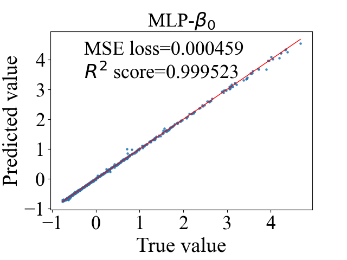 MLP-β₀
MSE loss=0.000459
R² score=0.999523
Predicted value
4
3
2
1
0
−1
−1 0 1 2 3 4
True value